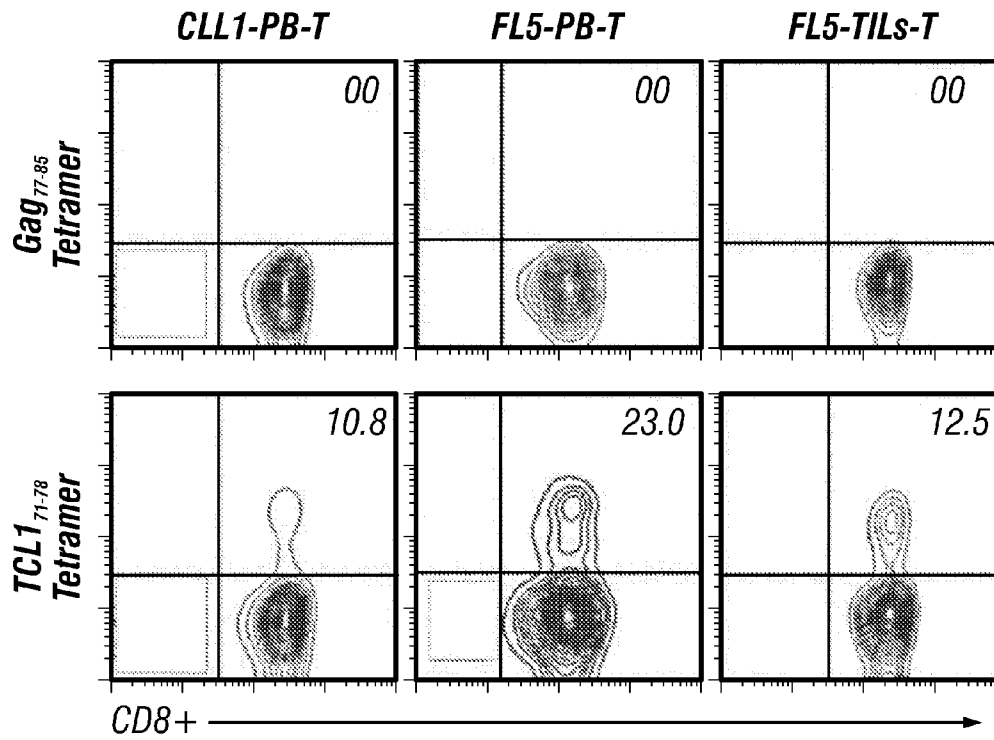 CLL1-PB-T FL5-PB-T FL5-TILs-T
Gag77-85
Tetramer
00 00 00
TCL171-78
Tetramer
10.8 23.0 12.5
CD8+